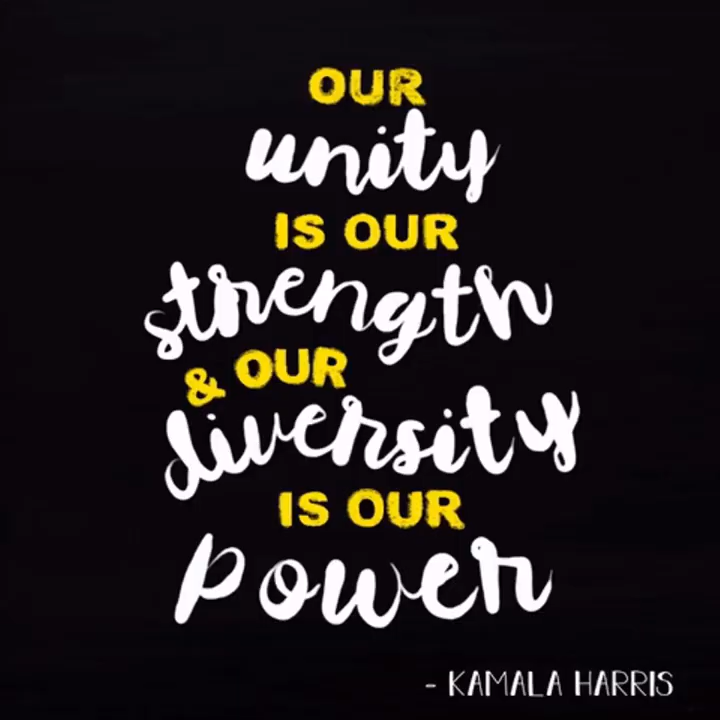 OUR
unity
IS OUR
strength
& OUR
diversity
IS OUR
Power
- KAMALA HARRIS